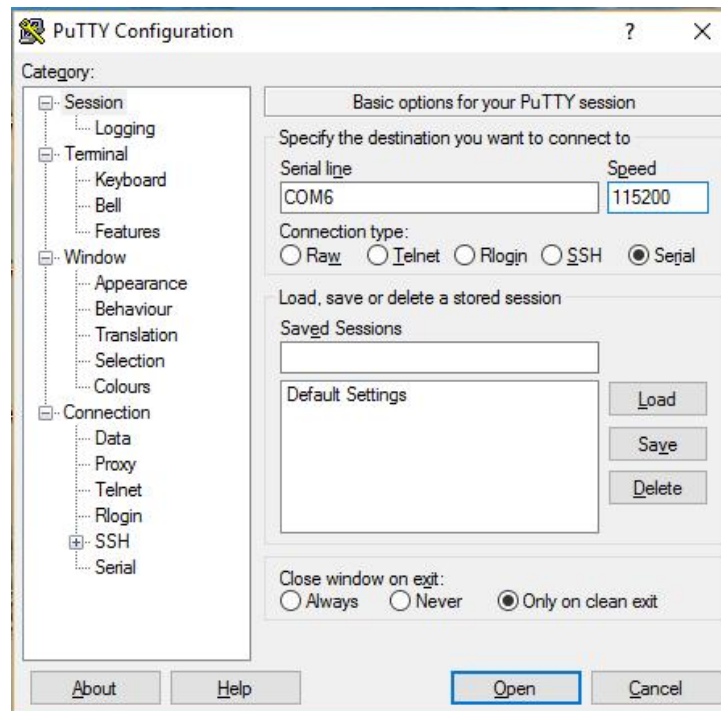 PuTTY Configuration
?
Category:
Session
Logging
Terminal
Keyboard
Bell
Features
Window
Appearance
Behaviour
Translation
Selection
Colours
Connection
Data
Proxy
Telnet
Rlogin
SSH
Serial
Basic options for your PuTTY session
Specify the destination you want to connect to
Serial line Speed
COM6 115200
Connection type:
Raw Telnet Rlogin SSH Serial
Load, save or delete a stored session
Saved Sessions
Default Settings
Load
Save
Delete
Close window on exit:
Always Never Only on clean exit
About Help Open Cancel